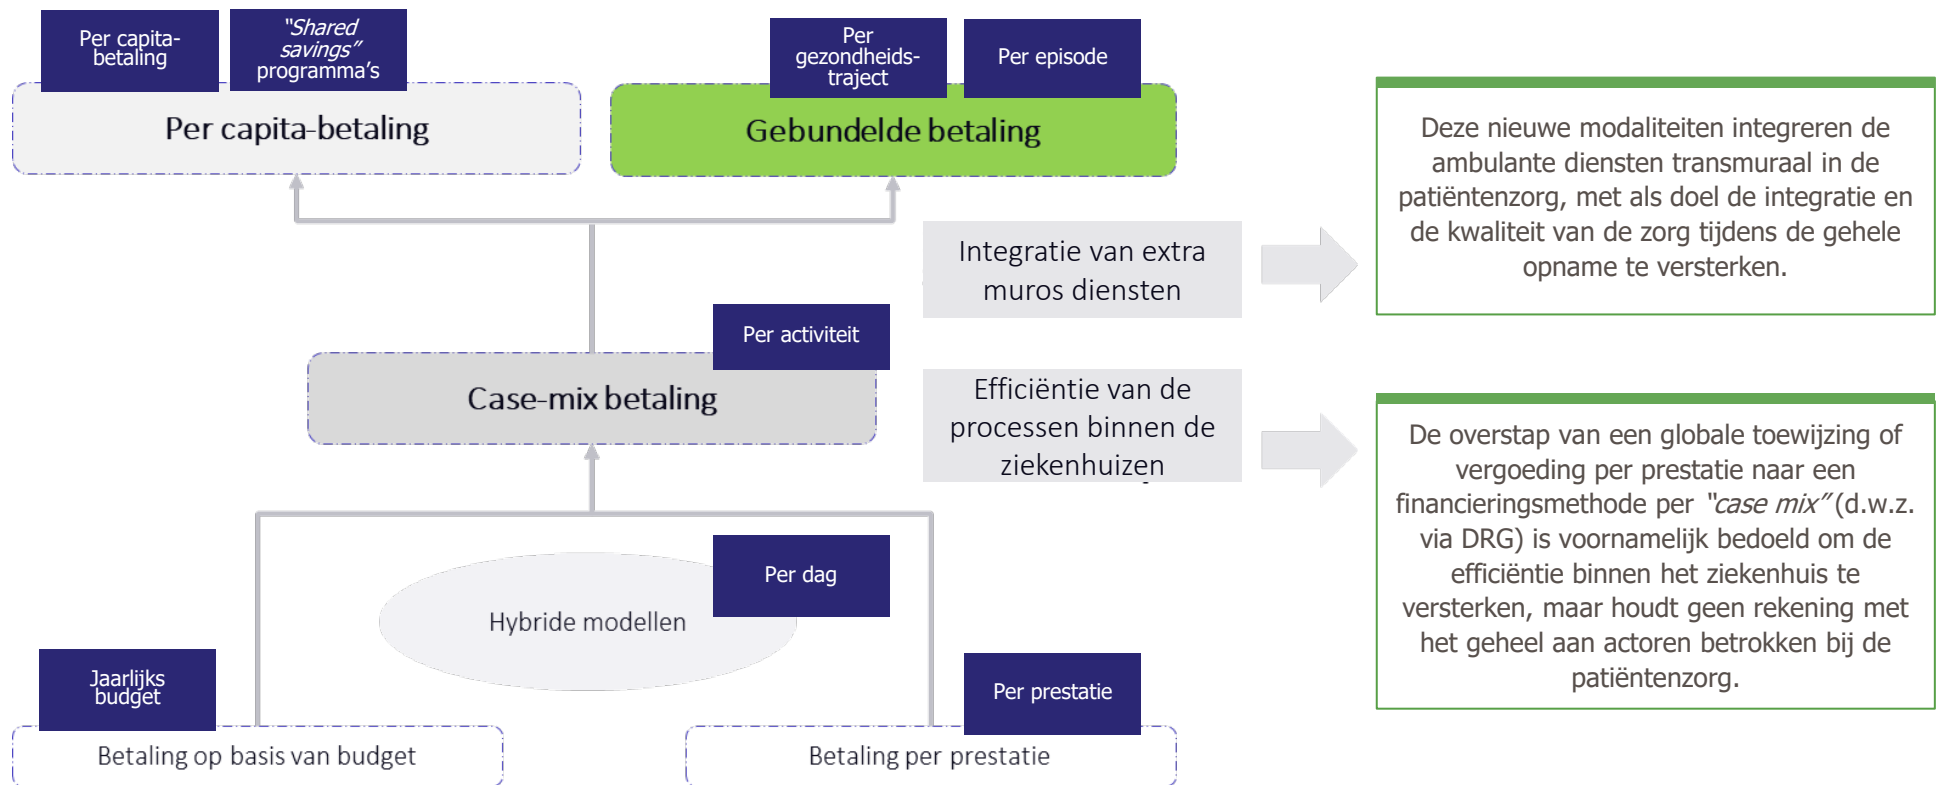 Per capita-
betaling
"Shared
savings"
programma's
Per capita-betaling
Per
gezondheids-
traject
Per episode
Gebundelde betaling
Integratie van extra
muros diensten
Deze nieuwe modaliteiten integreren de
ambulante diensten transmuraal in de
patiëntenzorg, met als doel de integratie en
de kwaliteit van de zorg tijdens de gehele
opname te versterken.
Per activiteit
Case-mix betaling
Efficiëntie van de
processen binnen de
ziekenhuizen
De overstap van een globale toewijzing of
vergoeding per prestatie naar een
financieringsmethode per "case mix" (d.w.z.
via DRG) is voornamelijk bedoeld om de
efficiëntie binnen het ziekenhuis te
versterken, maar houdt geen rekening met
het geheel aan actoren betrokken bij de
patiëntenzorg.
Per dag
Hybride modellen
Jaarlijks
budget
Betaling op basis van budget
Per prestatie
Betaling per prestatie